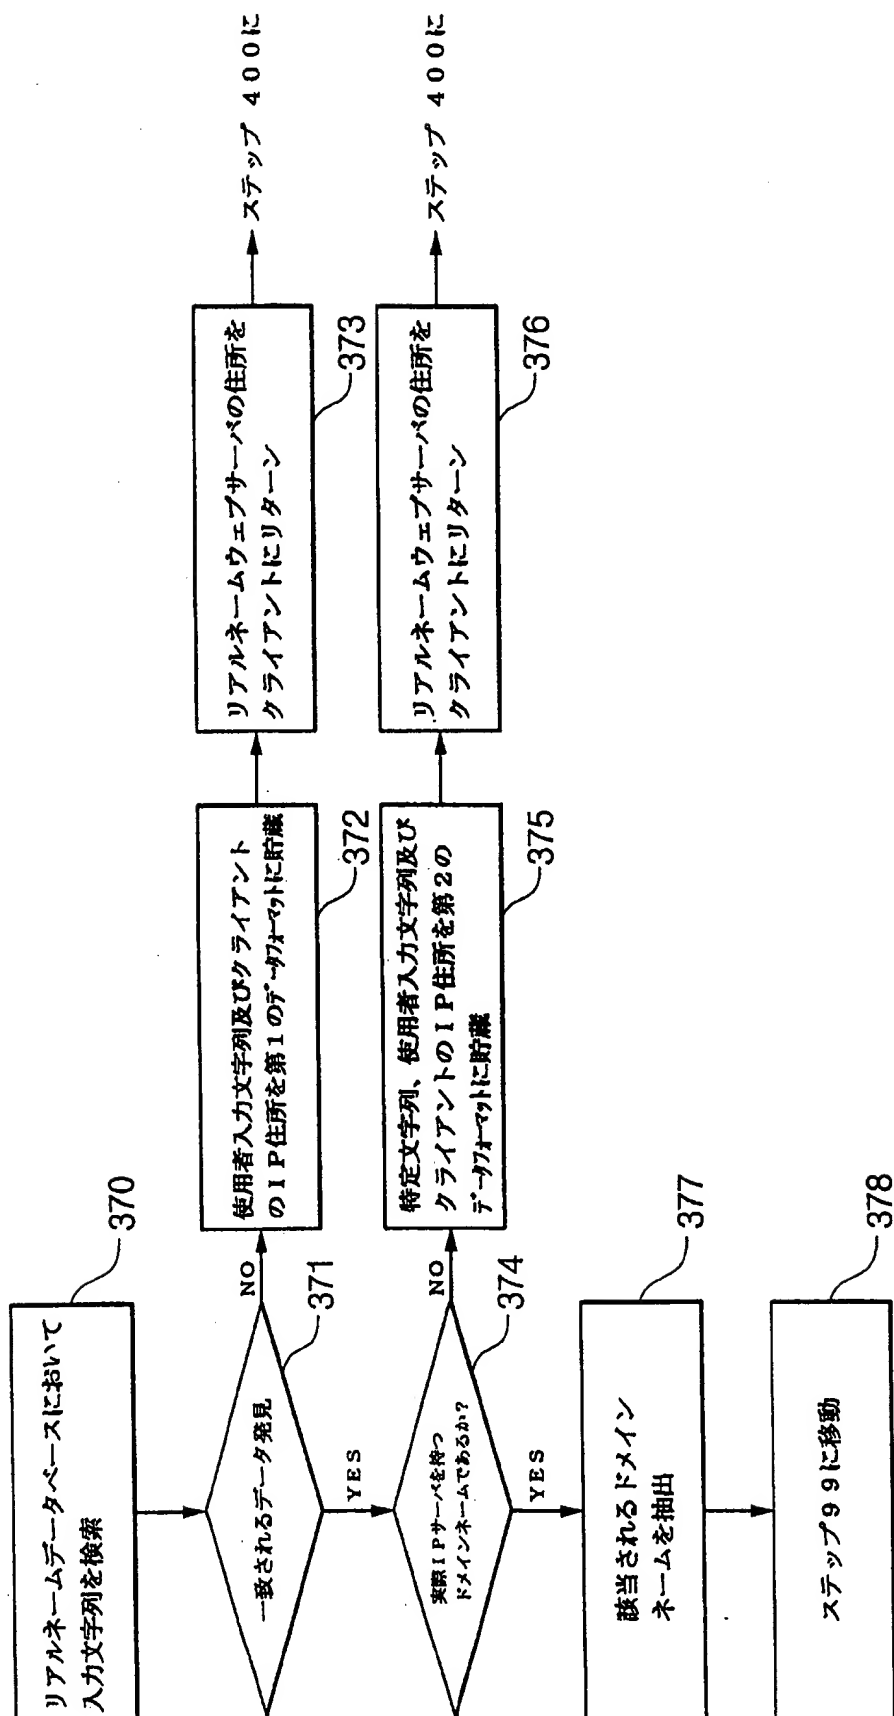 リアルネームデータベースにおいて
入力文字列を検索
370
一致されるデータ発見
371
NO
YES
使用者入力文字列及びクライアント
のIP住所を第1のデータフォーマットに貯蔵
372
リアルネームウェブサーバの住所を
クライアントにリターン
373
ステップ 400に
実際IPサーバを持つ
ドメインネームであるか?
374
NO
YES
特定文字列、使用者入力文字列及び
クライアントのIP住所を第2の
データフォーマットに貯蔵
375
リアルネームウェブサーバの住所を
クライアントにリターン
376
ステップ 400に
該当されるドメイン
ネームを抽出
377
ステップ99に移動
378